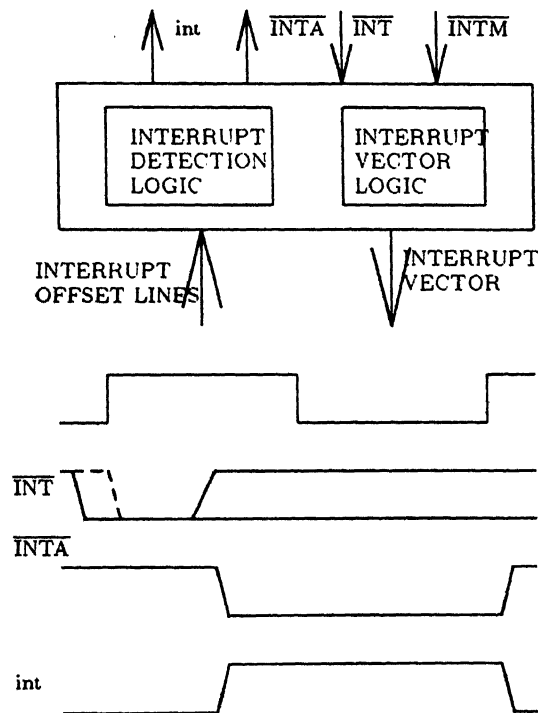 int INTA INT INTM
INTERRUPT
DETECTION
LOGIC
INTERRUPT
VECTOR
LOGIC
INTERRUPT
OFFSET LINES
INTERRUPT
VECTOR
INT
INTA
int